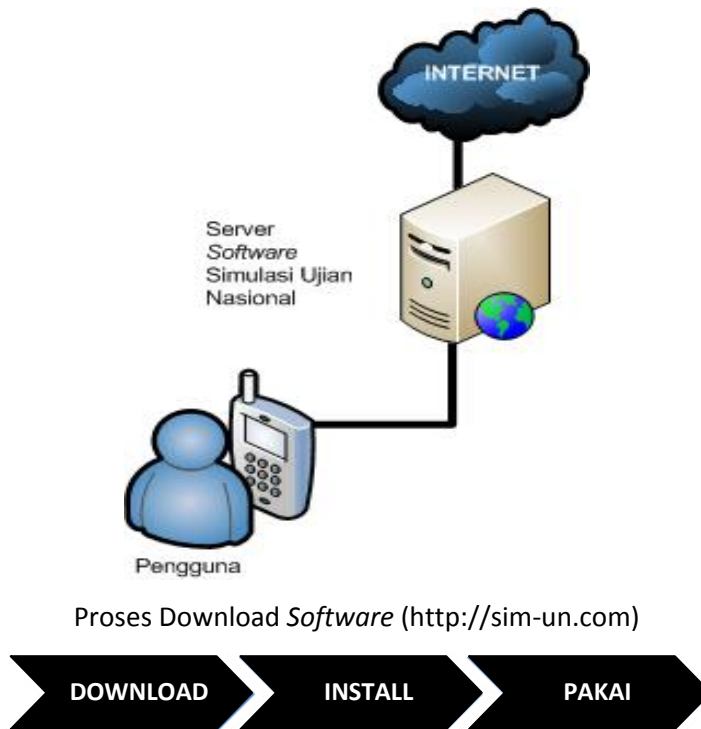 INTERNET
Server
Software
Simulasi Ujian
Nasional
Pengguna
Proses Download Software (http://sim-un.com)
DOWNLOAD INSTALL PAKAI